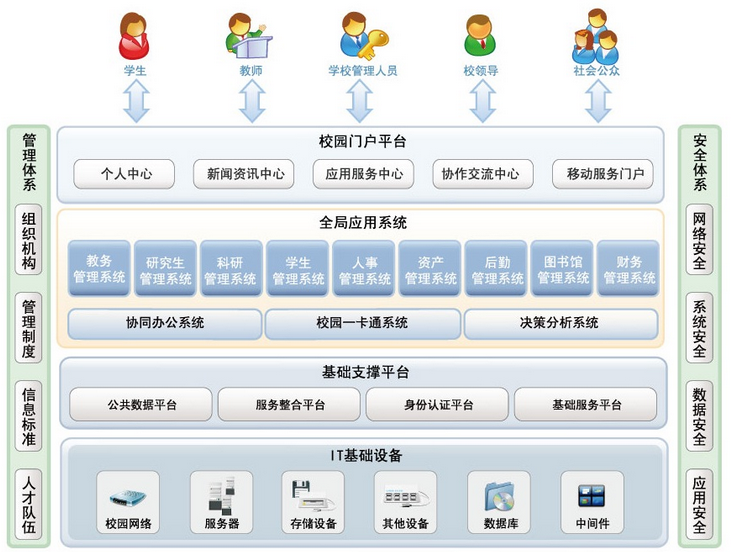 学生
教师
学校管理人员
校领导
社会公众
管理体系
组织机构
管理制度
信息标准
人才队伍
校园门户平台
个人中心
新闻资讯中心
应用服务中心
协作交流中心
移动服务门户
全局应用系统
教务
管理系统
研究生
管理系统
科研
管理系统
学生
管理系统
人事
管理系统
资产
管理系统
后勤
管理系统
图书馆
管理系统
财务
管理系统
协同办公系统
校园一卡通系统
决策分析系统
基础支撑平台
公共数据平台
服务整合平台
身份认证平台
基础服务平台
IT基础设备
校园网络
服务器
存储设备
其他设备
数据库
中间件
安全体系
网络安全
系统安全
数据安全
应用安全